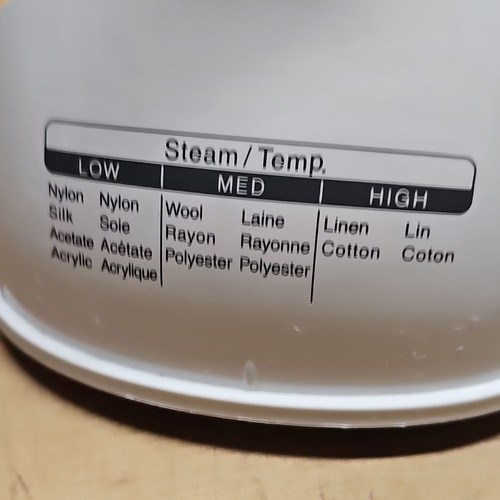 Steam / Temp.
LOW MED HIGH
Nylon Nylon Wool Laine Linen Lin
Silk Soie Rayon Rayonne Cotton Coton
Acetate Acétate Polyester Polyester
Acrylic Acrylique